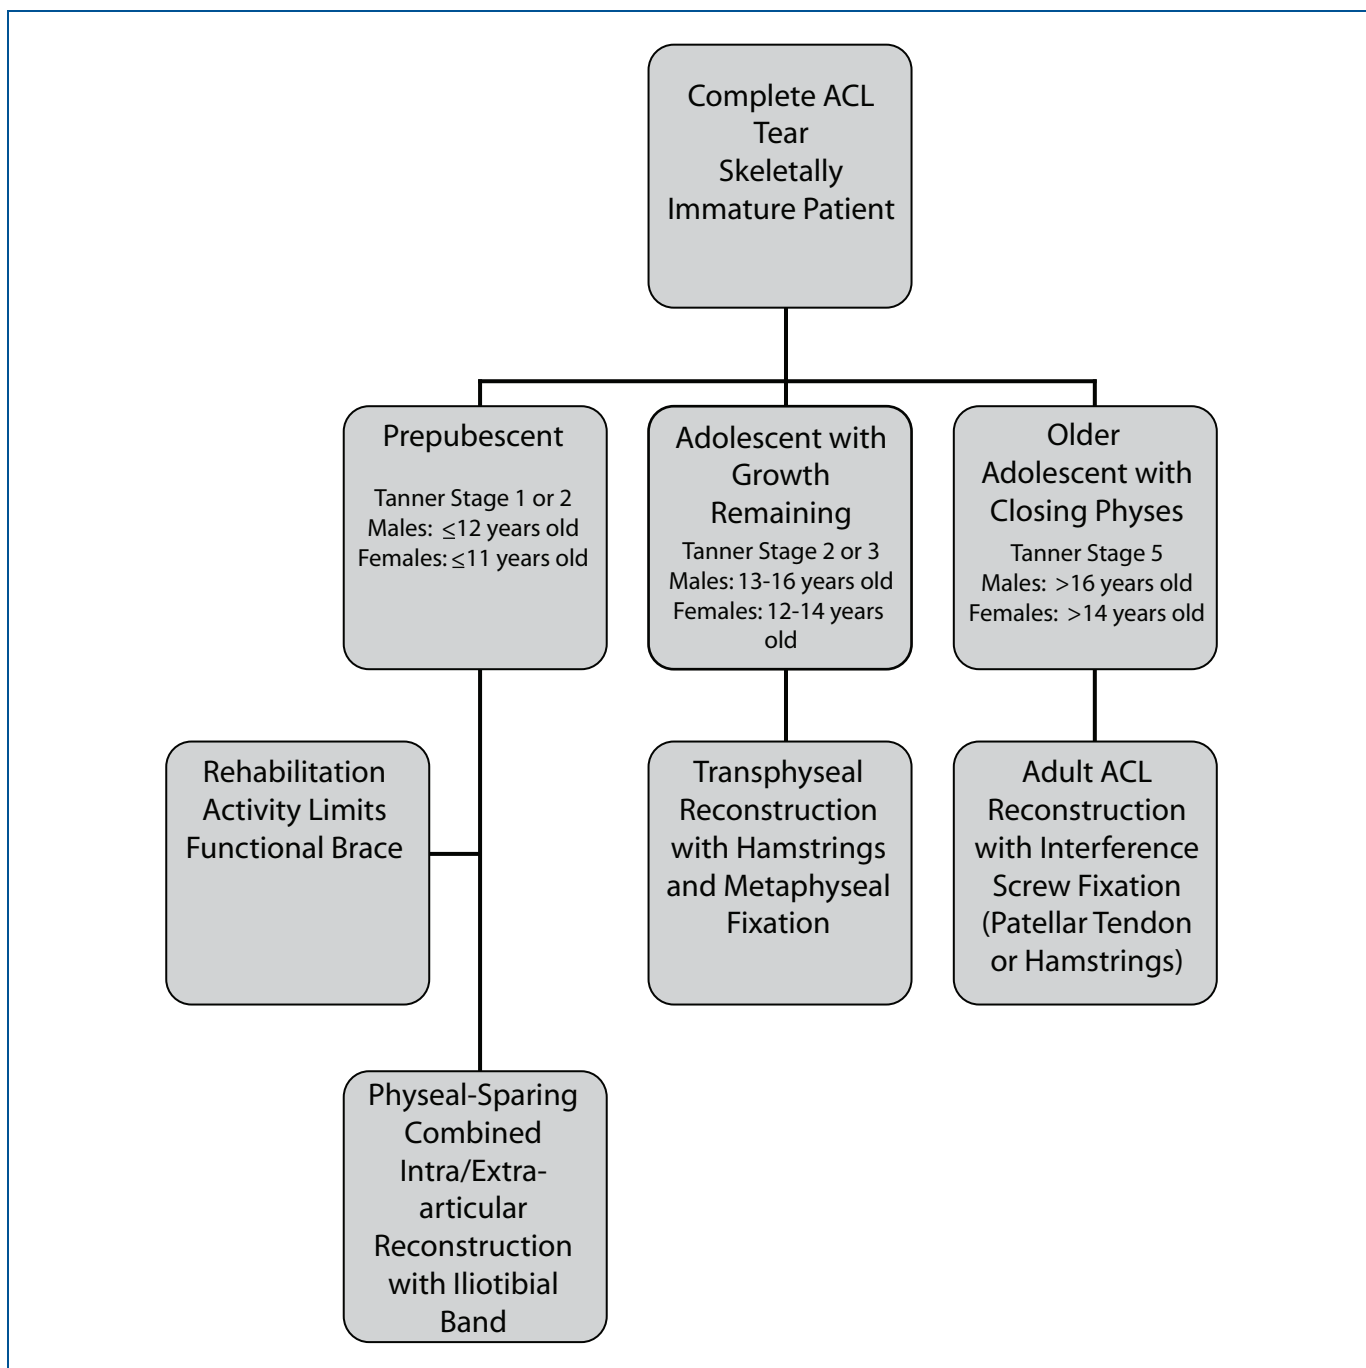 Complete ACL
Tear
Skeletally
Immature Patient
Prepubescent
Tanner Stage 1 or 2
Males: ≤12 years old
Females: ≤11 years old
Adolescent with
Growth
Remaining
Tanner Stage 2 or 3
Males: 13-16 years old
Females: 12-14 years
old
Older
Adolescent with
Closing Physes
Tanner Stage 5
Males: >16 years old
Females: >14 years old
Rehabilitation
Activity Limits
Functional Brace
Transphyseal
Reconstruction
with Hamstrings
and Metaphyseal
Fixation
Adult ACL
Reconstruction
with Interference
Screw Fixation
(Patellar Tendon
or Hamstrings)
Physeal-Sparing
Combined
Intra/Extra-
articular
Reconstruction
with Iliotibial
Band